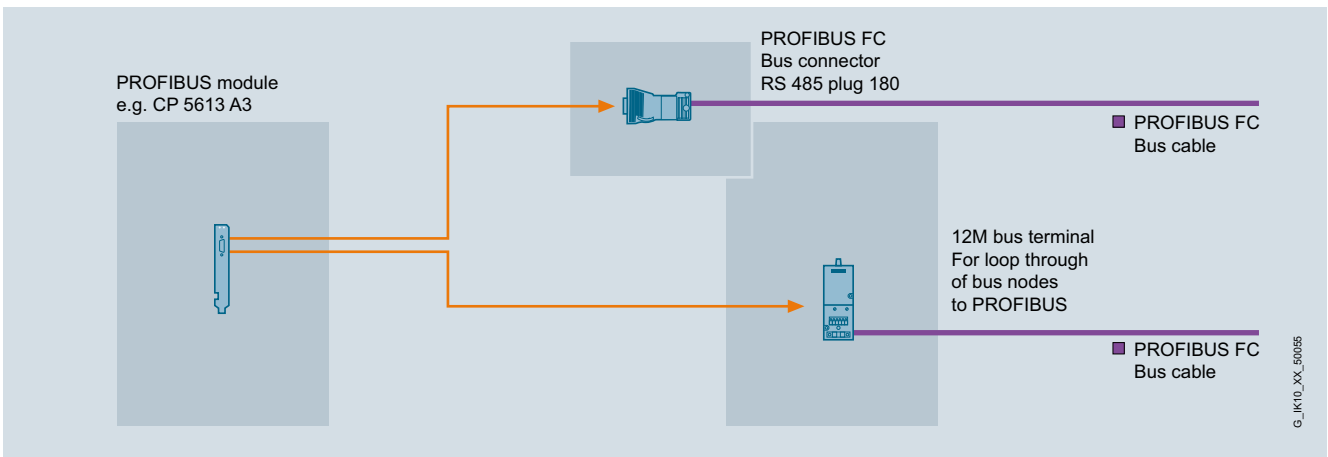 PROFIBUS module
e.g. CP 5613 A3
PROFIBUS FC
Bus connector
RS 485 plug 180
PROFIBUS FC
Bus cable
12M bus terminal
For loop through
of bus nodes
to PROFIBUS
PROFIBUS FC
Bus cable
G_IK10_XX_50055